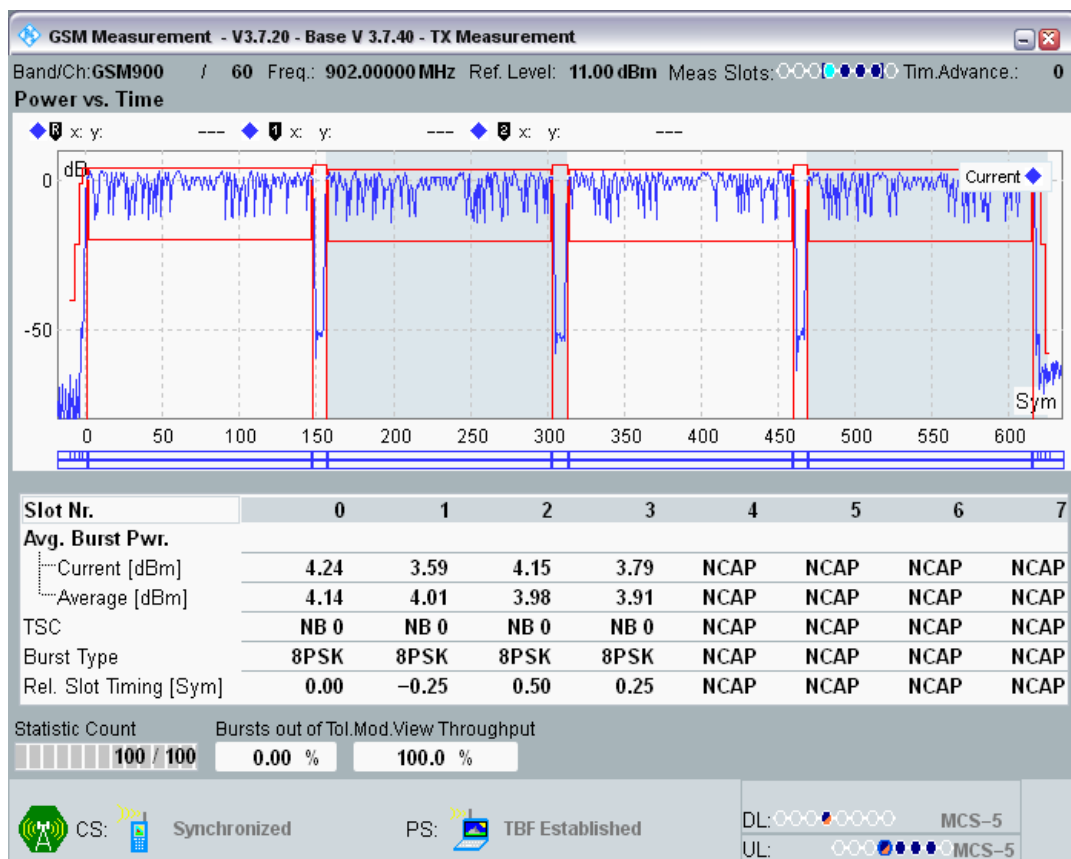 GSM Measurement - V3.7.20 - Base V 3.7.40 - TX Measurement
Band/Ch:GSM900 / 60 Freq.: 902.00000 MHz Ref. Level: 11.00 dBm Meas Slots: Tim.Advance.: 0
Power vs. Time
R x: y: --- 1 x: y: --- 2 x: y: ---
dB
Current
0
-50
Sym
0 50 100 150 200 250 300 350 400 450 500 550 600
Slot Nr. 0 1 2 3 4 5 6 7
Avg. Burst Pwr.
Current [dBm] 4.24 3.59 4.15 3.79 NCAP NCAP NCAP NCAP
Average [dBm] 4.14 4.01 3.98 3.91 NCAP NCAP NCAP NCAP
TSC NB 0 NB 0 NB 0 NB 0 NCAP NCAP NCAP NCAP
Burst Type 8PSK 8PSK 8PSK 8PSK NCAP NCAP NCAP NCAP
Rel. Slot Timing [Sym] 0.00 −0.25 0.50 0.25 NCAP NCAP NCAP NCAP
Statistic Count Bursts out of Tol.Mod.View Throughput
100 / 100 0.00 % 100.0 %
CS: Synchronized PS: TBF Established
DL: MCS−5
UL: MCS−5